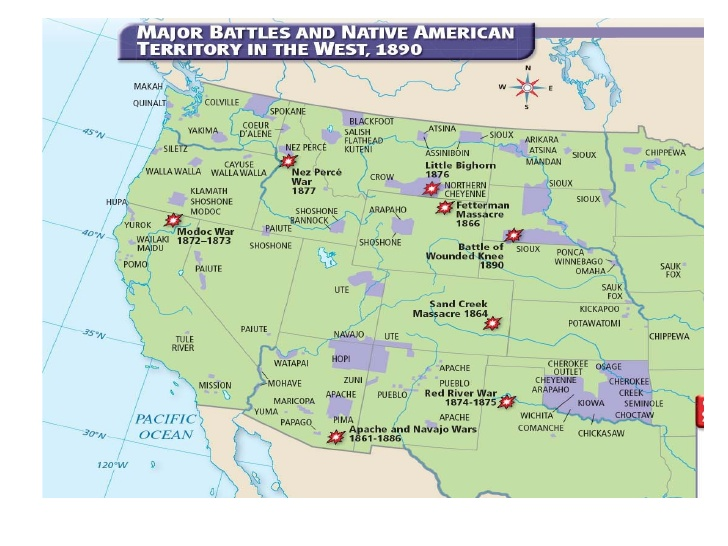 MAJOR BATTLES AND NATIVE AMERICAN
TERRITORY IN THE WEST, 1890
N
W
E
S
MAKAH
QUINALT
COLVILLE
SPOKANE
YAKIMA
COEUR
D'ALENE
BLACKFOOT
SALISH
FLATHEAD
KUTENI
ATSINA
SIOUX
ASSINIBIDIN
ARIKARA
ATSINA
MANDAN
SIOUX
CHIPPEWA
45°N
SILETZ
NEZ PERCÉ
WALLA WALLA
CAYUSE
WALLA WALLA
Nez Percé
War
1877
CROW
Little Bighorn
1876
NORTHERN
CHEYENNE
SIOUX
SIOUX
HUPA
KLAMATH
SHOSHONE
MODOC
Fetterman
Massacre
1866
YUROK
Modoc War
1872–1873
PAIUTE
SHOSHONE
BANNOCK
ARAPAHO
40°N
WAILAKI
MAIDU
SHOSHONE
SHOSHONE
Battle of
Wounded Knee
1890
SIOUX
PONCA
WINNEBAGO
OMAHA
POMO
PAIUTE
SAUK
FOX
UTE
SAUK
FOX
Sand Creek
Massacre 1864
KICKAPOO
POTAWATOMI
35°N
TULE
RIVER
PAIUTE
NAVAJO
UTE
CHIPPEWA
WATAPAI
HOPI
MISSION
MOHAVE
ZUNI
APACHE
PUEBLO
CHEROKEE
OUTLET
OSAGE
CHEYENNE
ARAPAHO
CHEROKEE
CREEK
SEMINOLE
CHOCTAW
MARICOPA
APACHE
PUEBLO
Red River War
1874-1875
KIOWA
YUMA
PAPAGO
PIMA
APACHE
WICHITA
COMANCHE
CHICKASAW
PACIFIC
OCEAN
Apache and Navajo Wars
1861-1886
30°N
120°W